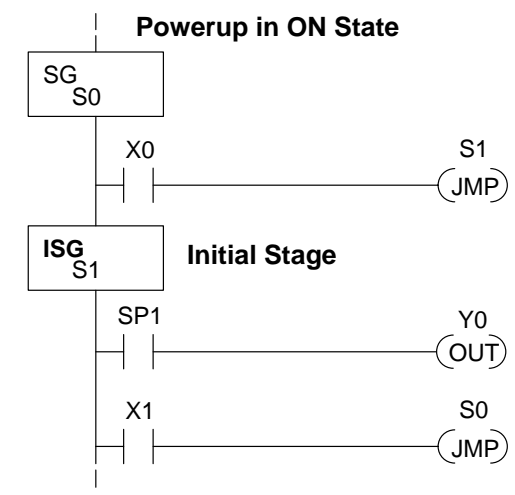 Powerup in ON State
SG
S0
X0
S1
JMP
ISG
S1
Initial Stage
SP1
Y0
OUT
X1
S0
JMP